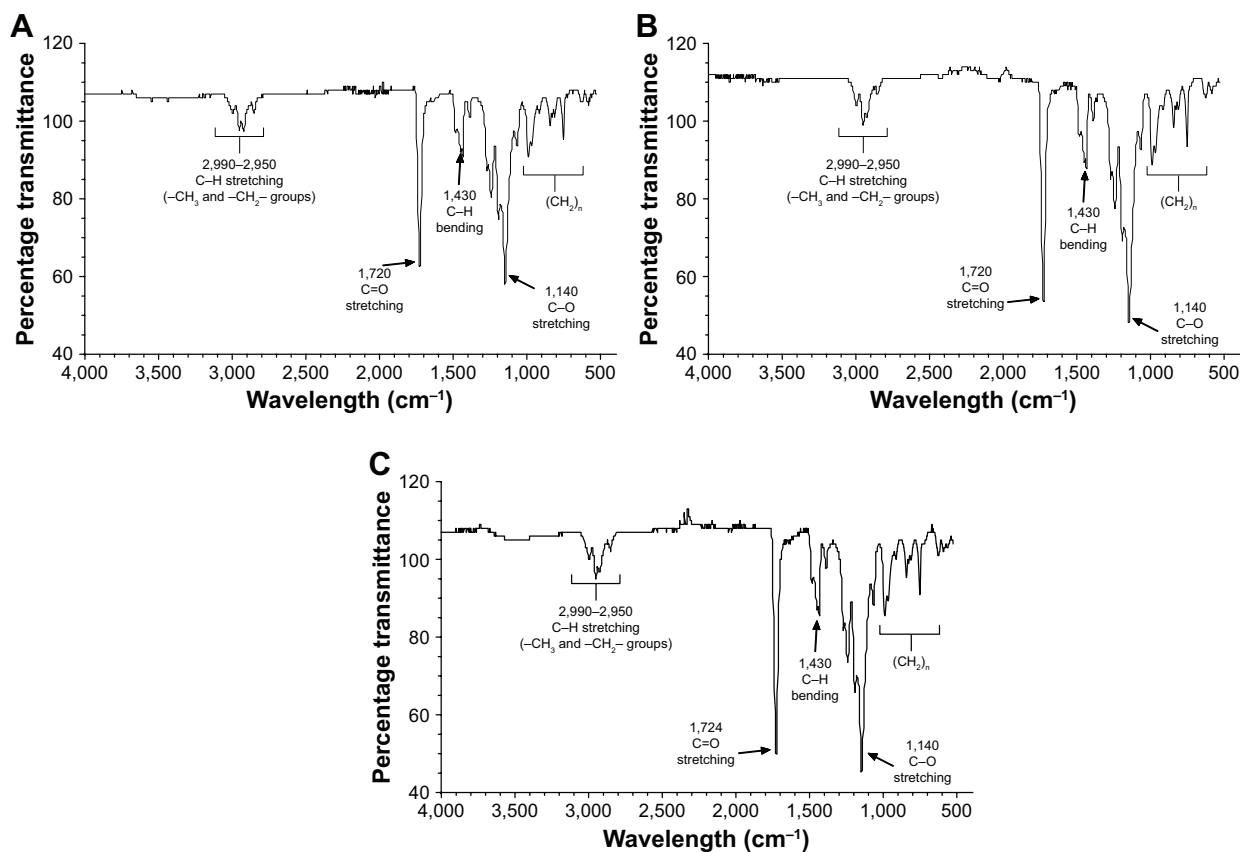 A
Percentage transmittance
120
100
80
60
40
4,000 3,500 3,000 2,500 2,000 1,500 1,000 500
Wavelength (cm⁻¹)
2,990–2,950
C–H stretching
(–CH₃ and –CH₂– groups)
1,720
C=O
stretching
1,430
C–H
bending
1,140
C–O
stretching
(CH₂)ₙ
B
Percentage transmittance
120
100
80
60
40
4,000 3,500 3,000 2,500 2,000 1,500 1,000 500
Wavelength (cm⁻¹)
2,990–2,950
C–H stretching
(–CH₃ and –CH₂– groups)
1,720
C=O
stretching
1,430
C–H
bending
1,140
C–O
stretching
(CH₂)ₙ
C
Percentage transmittance
120
100
80
60
40
4,000 3,500 3,000 2,500 2,000 1,500 1,000 500
Wavelength (cm⁻¹)
2,990–2,950
C–H stretching
(–CH₃ and –CH₂– groups)
1,724
C=O
stretching
1,430
C–H
bending
1,140
C–O
stretching
(CH₂)ₙ